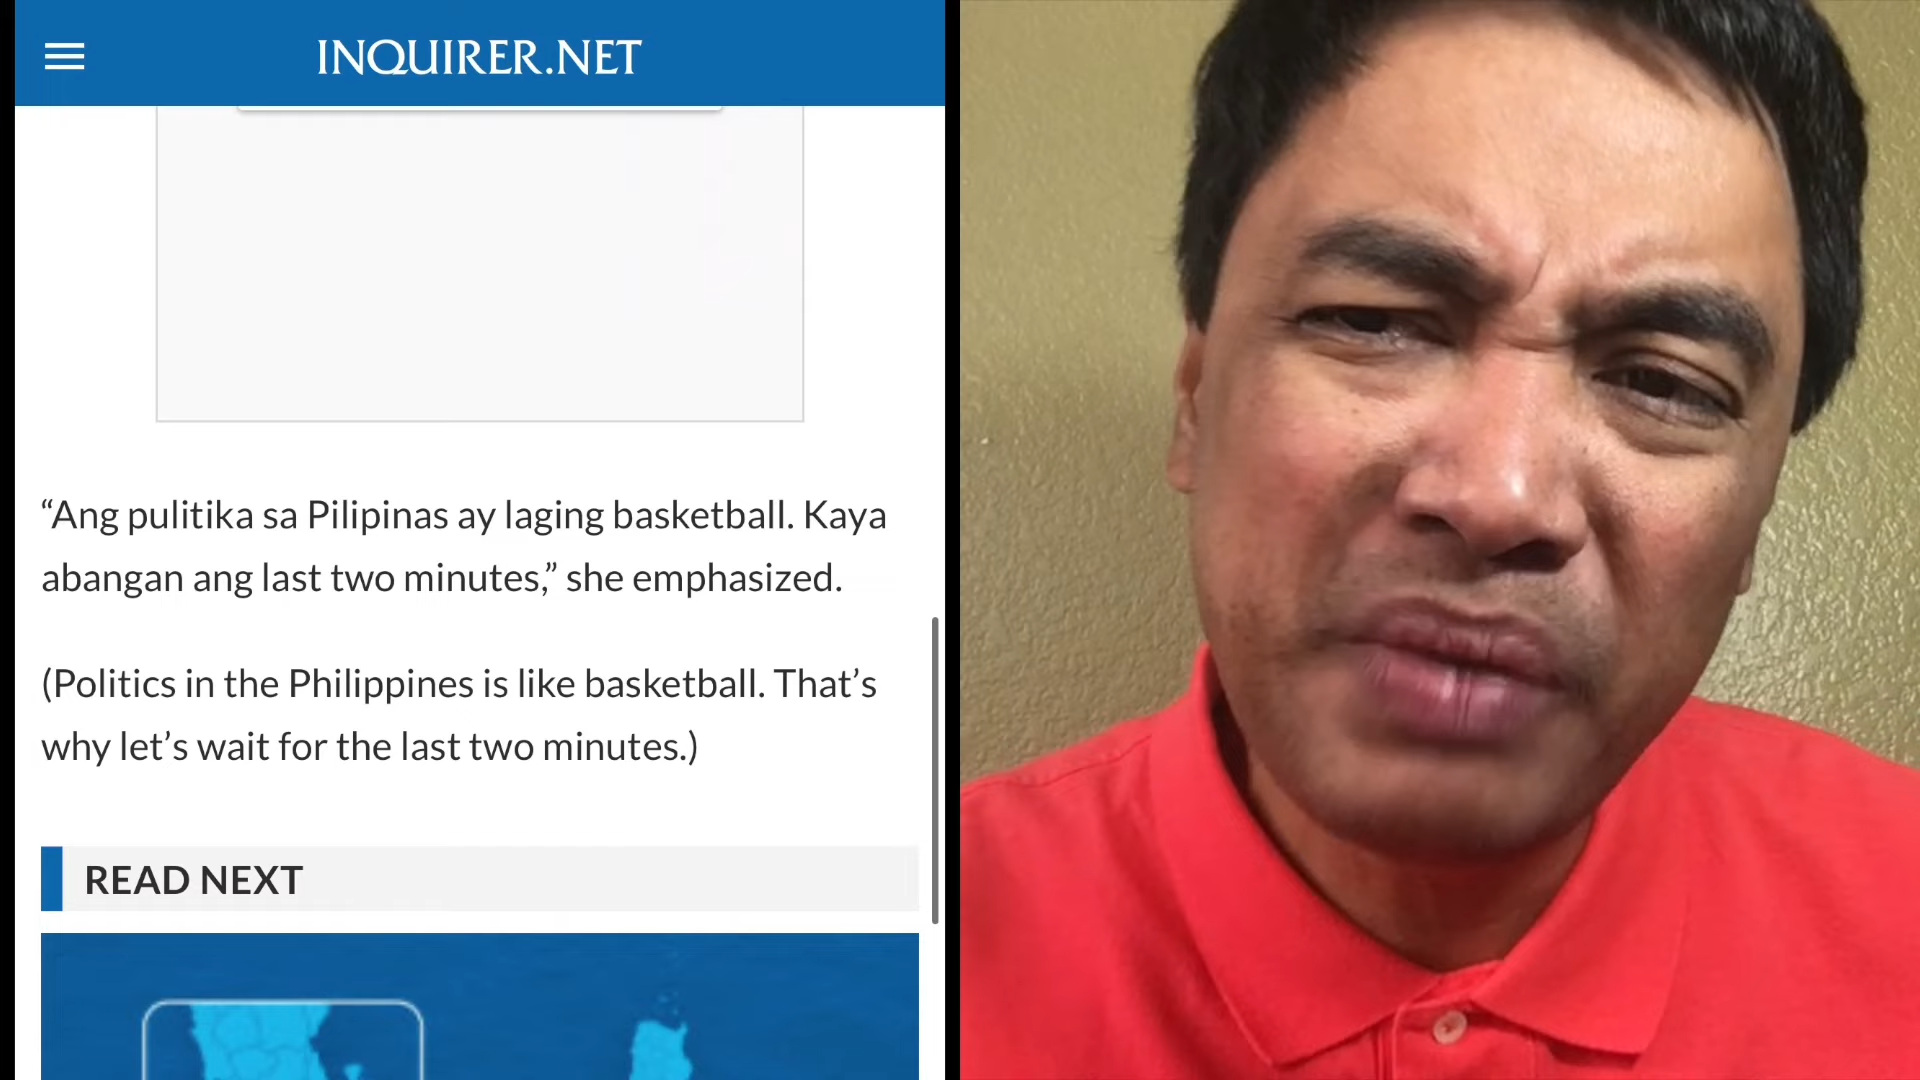 INQUIRER.NET
“Ang pulitika sa Pilipinas ay laging basketball. Kaya
abangan ang last two minutes,” she emphasized.
(Politics in the Philippines is like basketball. That’s
why let’s wait for the last two minutes.)
READ NEXT